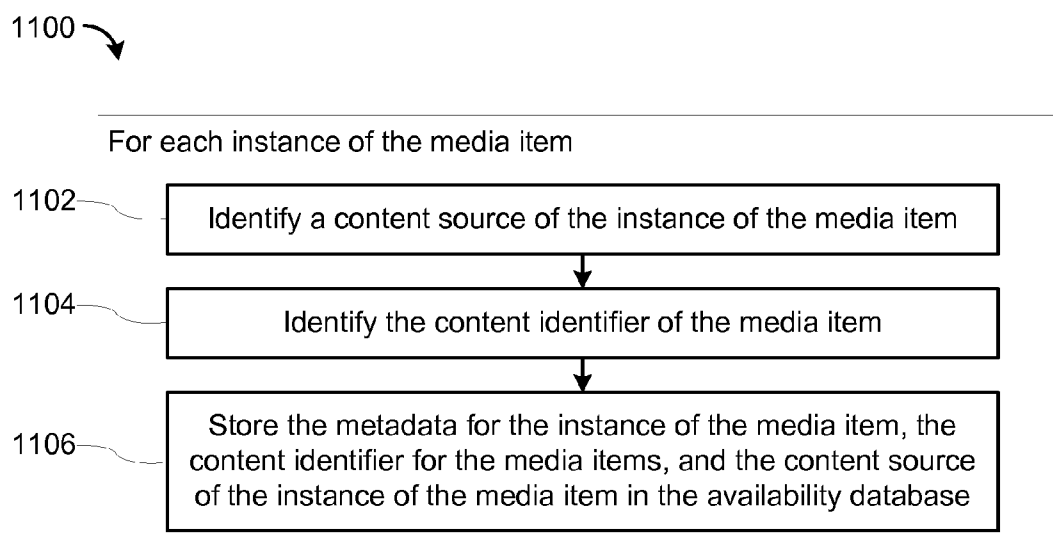 1100
For each instance of the media item
1102
Identify a content source of the instance of the media item
1104
Identify the content identifier of the media item
1106
Store the metadata for the instance of the media item, the
content identifier for the media items, and the content source
of the instance of the media item in the availability database